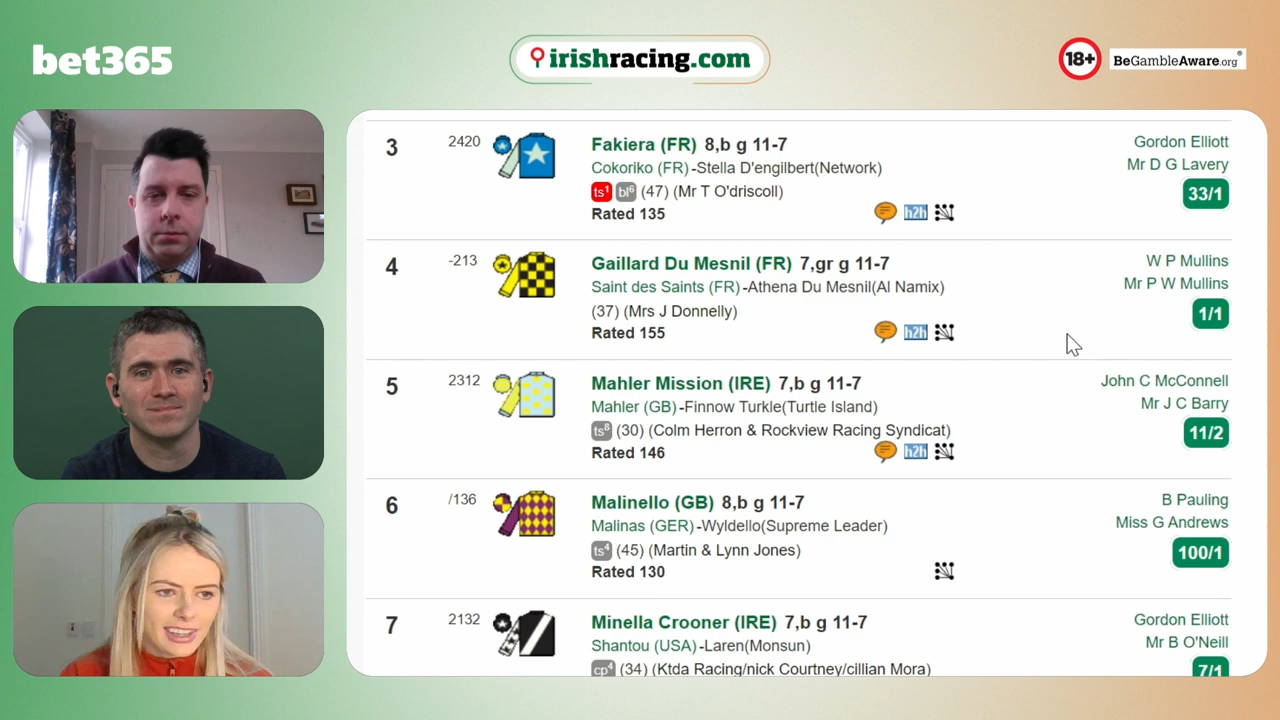 bet365
irishracing.com
18+
BeGambleAware.org®
3
2420
Fakiera (FR) 8,b g 11-7
Cokoriko (FR)-Stella D'engilbert(Network)
ts1 bl6 (47) (Mr T O'driscoll)
Rated 135
h2h
Gordon Elliott
Mr D G Lavery
33/1
4
-213
Gaillard Du Mesnil (FR) 7,gr g 11-7
Saint des Saints (FR)-Athena Du Mesnil(Al Namix)
(37) (Mrs J Donnelly)
Rated 155
h2h
W P Mullins
Mr P W Mullins
1/1
5
2312
Mahler Mission (IRE) 7,b g 11-7
Mahler (GB)-Finnow Turkle(Turtle Island)
ts8 (30) (Colm Herron & Rockview Racing Syndicat)
Rated 146
h2h
John C McConnell
Mr J C Barry
11/2
6
/136
Malinello (GB) 8,b g 11-7
Malinas (GER)-Wyldello(Supreme Leader)
ts4 (45) (Martin & Lynn Jones)
Rated 130
B Pauling
Miss G Andrews
100/1
7
2132
Minella Crooner (IRE) 7,b g 11-7
Shantou (USA)-Laren(Monsun)
cp4 (34) (Ktda Racing/nick Courtney/cillian Mora)
Gordon Elliott
Mr B O'Neill
7/1